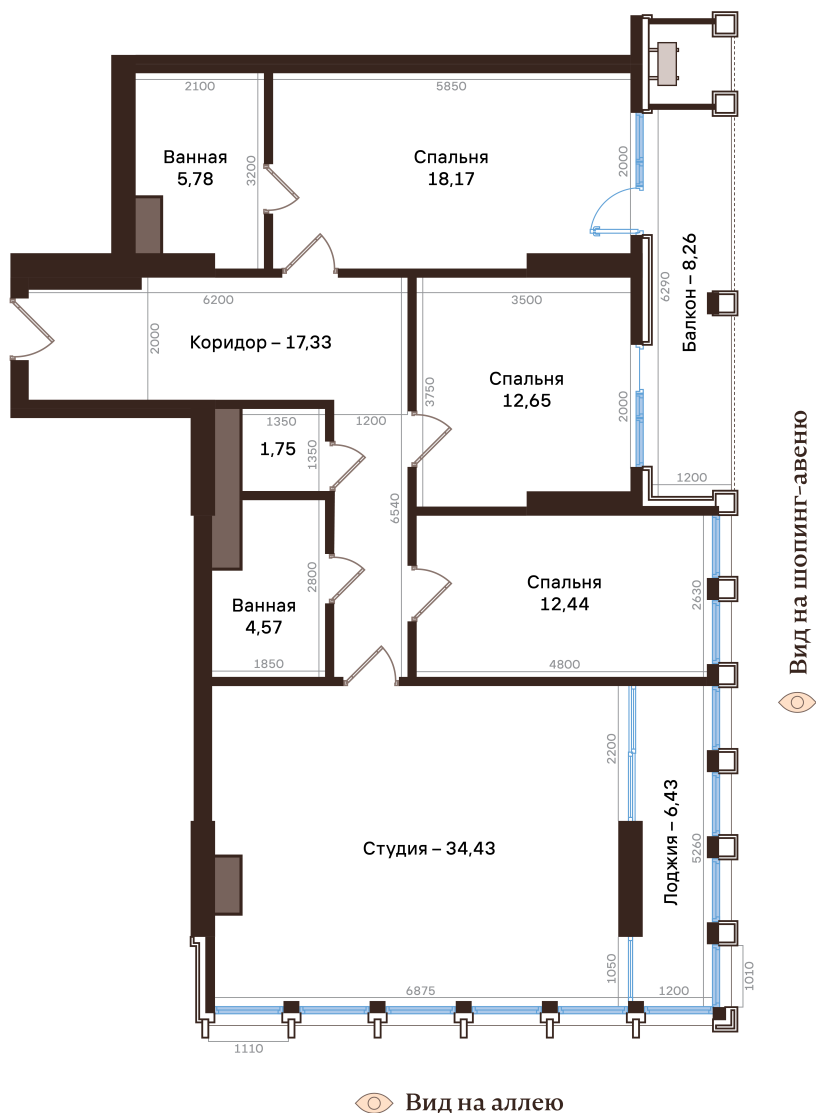 2100
5850
Ванная
5,78
3200
Спальня
18,17
2000
Балкон – 8,26
6290
6200
3500
2000
Коридор – 17,33
3750
Спальня
12,65
2000
1350
1200
1,75
1350
1200
6540
Вид на шопинг-авеню
2800
Ванная
4,57
1850
Спальня
12,44
2630
4800
2200
Студия – 34,43
Лоджия – 6,43
5260
1050
6875
1200
1010
1110
Вид на аллею